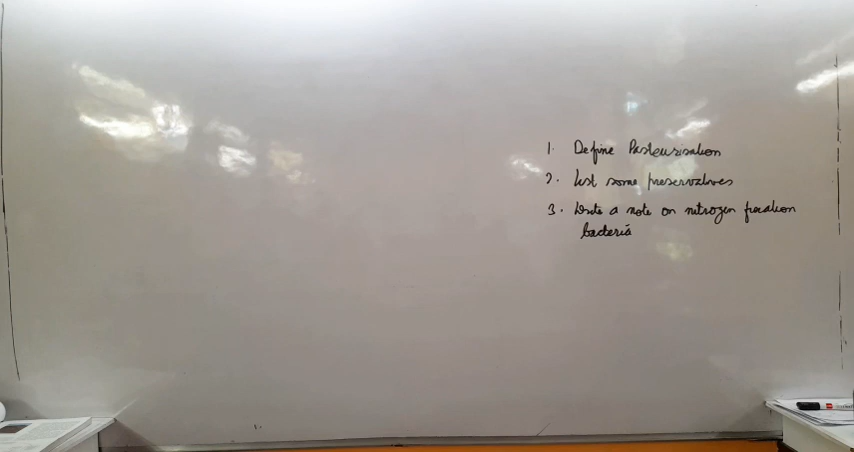 1. Define Pasteurisation
2. List some preservatives
3. Write a note on nitrogen fixation
bacteria